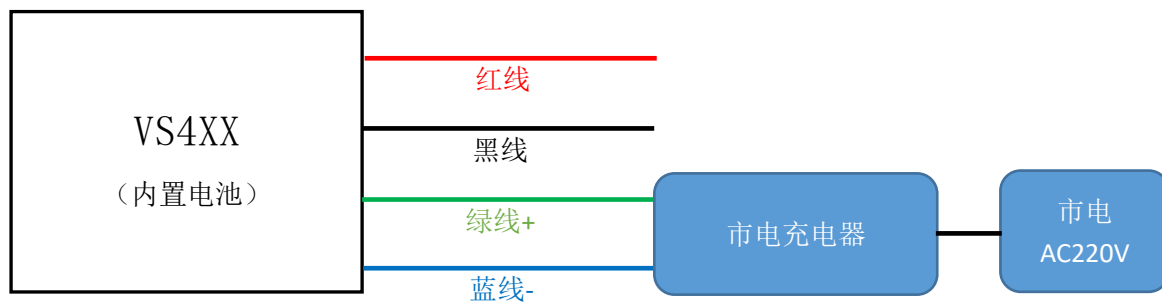 VS4XX
（内置电池）
红线
黑线
绿线+
蓝线-
市电充电器
市电
AC220V